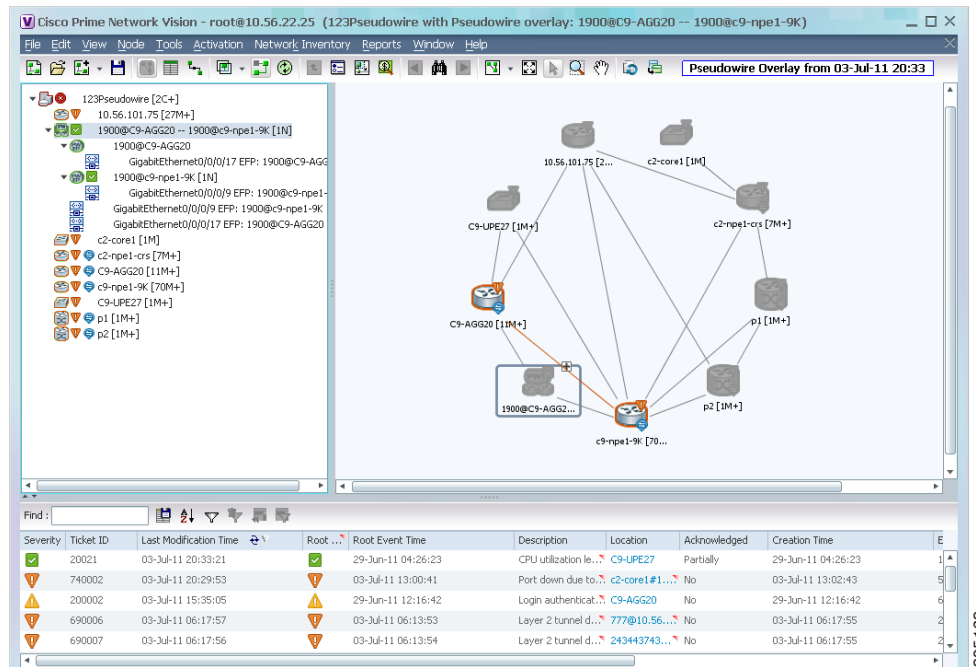 Cisco Prime Network Vision - root@10.56.22.25 (123Pseudowire with Pseudowire overlay: 1900@C9-AGG20 -- 1900@c9-npe1-9K)
File Edit View Node Tools Activation Network Inventory Reports Window Help
Pseudowire Overlay from 03-Jul-11 20:33
123Pseudowire [2C+]
10.56.101.75 [27M+]
1900@C9-AGG20 -- 1900@c9-npe1-9K [1N]
1900@C9-AGG20
GigabitEthernet0/0/0/17 EFP: 1900@C9-AGG
1900@c9-npe1-9K [1N]
GigabitEthernet0/0/0/9 EFP: 1900@c9-npe1-
GigabitEthernet0/0/0/9 EFP: 1900@c9-npe1-9K
GigabitEthernet0/0/0/17 EFP: 1900@C9-AGG20
c2-core1 [1M]
c2-npe1-crs [7M+]
C9-AGG20 [11M+]
c9-npe1-9K [70M+]
C9-UPE27 [1M+]
p1 [1M+]
p2 [1M+]
10.56.101.75 [2...
c2-core1 [1M]
C9-UPE27 [1M+]
c2-npe1-crs [7M+]
C9-AGG20 [11M+]
p1 [1M+]
1900@C9-AGG2...
p2 [1M+]
c9-npe1-9K [70...
Find :
Severity Ticket ID Last Modification Time Root ... Root Event Time Description Location Acknowledged Creation Time E
20021 03-Jul-11 20:33:21 29-Jun-11 04:26:23 CPU utilization le... C9-UPE27 Partially 29-Jun-11 04:26:23 1
740002 03-Jul-11 20:29:53 03-Jul-11 13:00:41 Port down due to... c2-core1#1... No 03-Jul-11 13:02:43 5
200002 03-Jul-11 15:35:05 29-Jun-11 12:16:42 Login authenticat... C9-AGG20 No 29-Jun-11 12:16:42 6
690006 03-Jul-11 06:17:57 03-Jul-11 06:13:53 Layer 2 tunnel d... 777@10.56... No 03-Jul-11 06:17:55 2
690007 03-Jul-11 06:17:56 03-Jul-11 06:13:54 Layer 2 tunnel d... 243443743... No 03-Jul-11 06:17:55 2